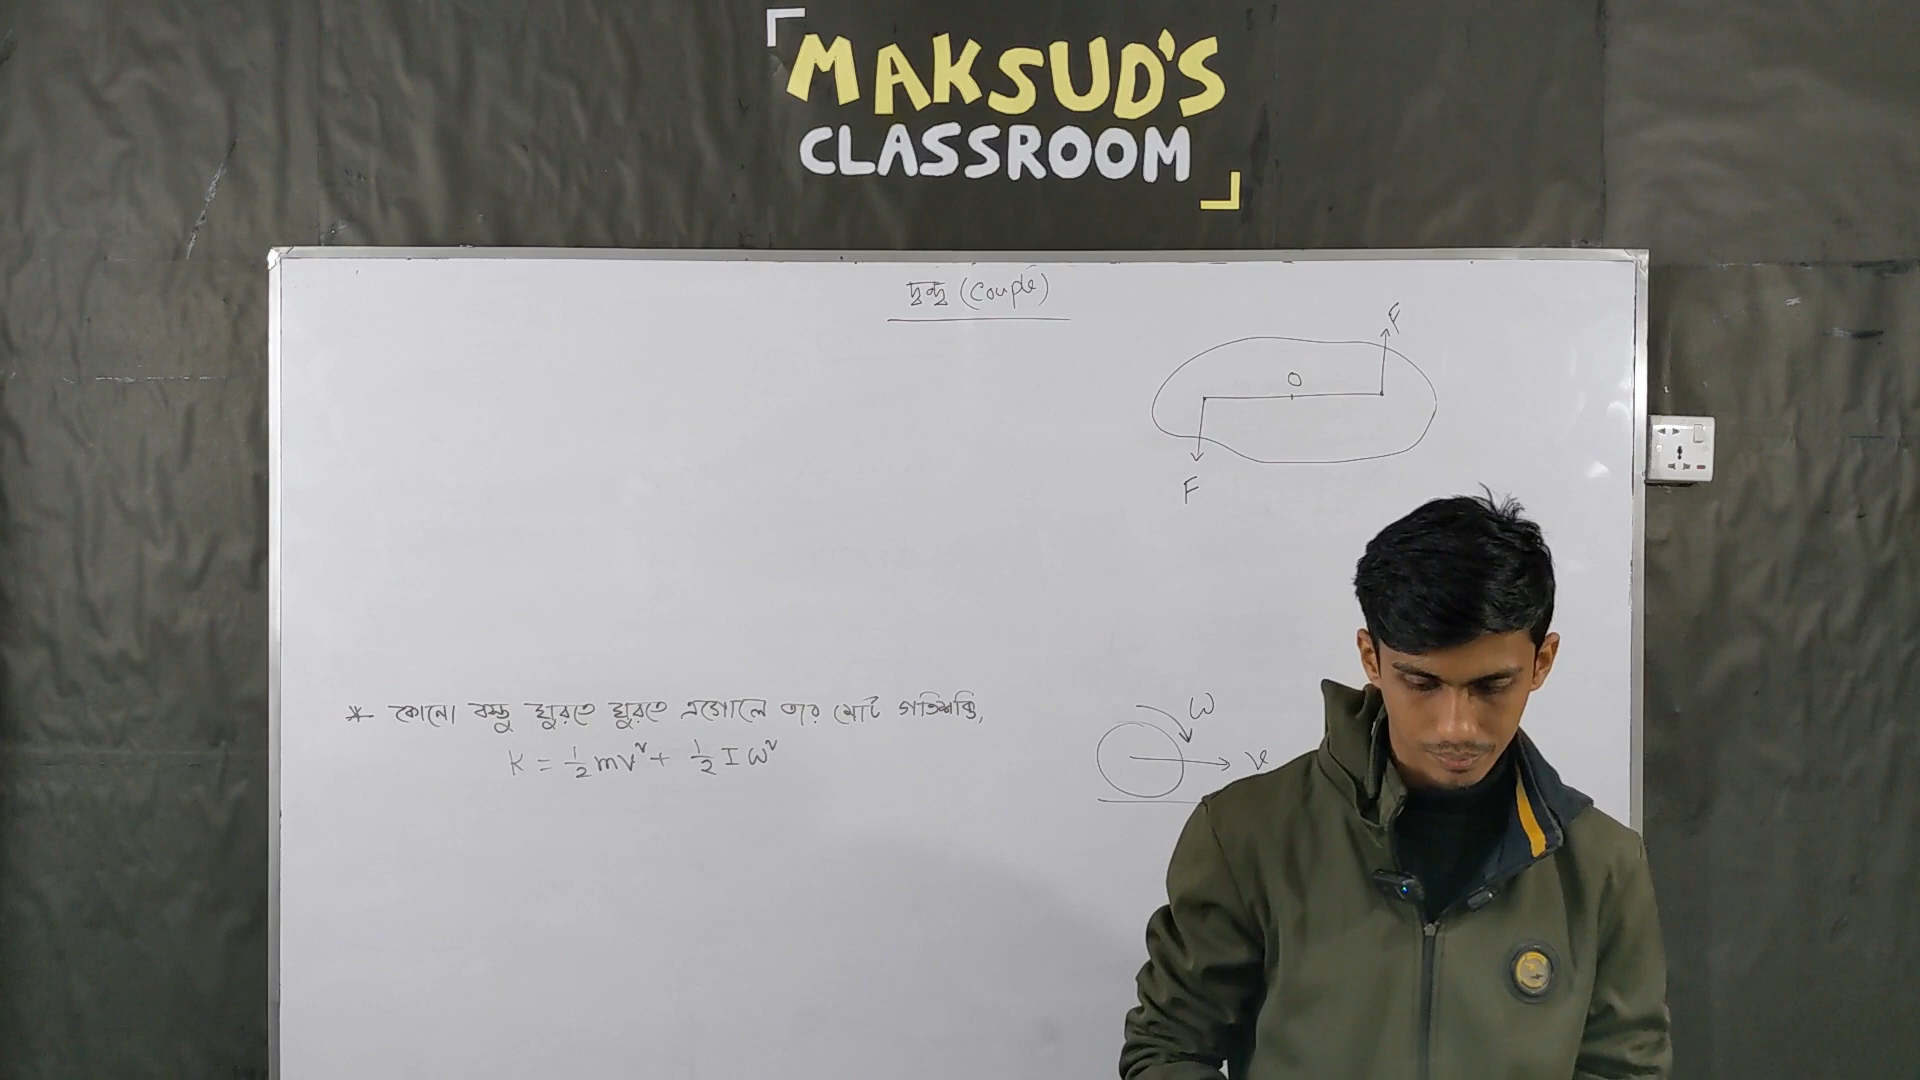 MAKSUD'S
CLASSROOM
দ্বন্দ্ব (Couple)
F
O
F
* কোনো বস্তু ঘুরতে ঘুরতে এগোলে তার মোট গতিশক্তি,
K = ½mv² + ½Iω²
ω
v